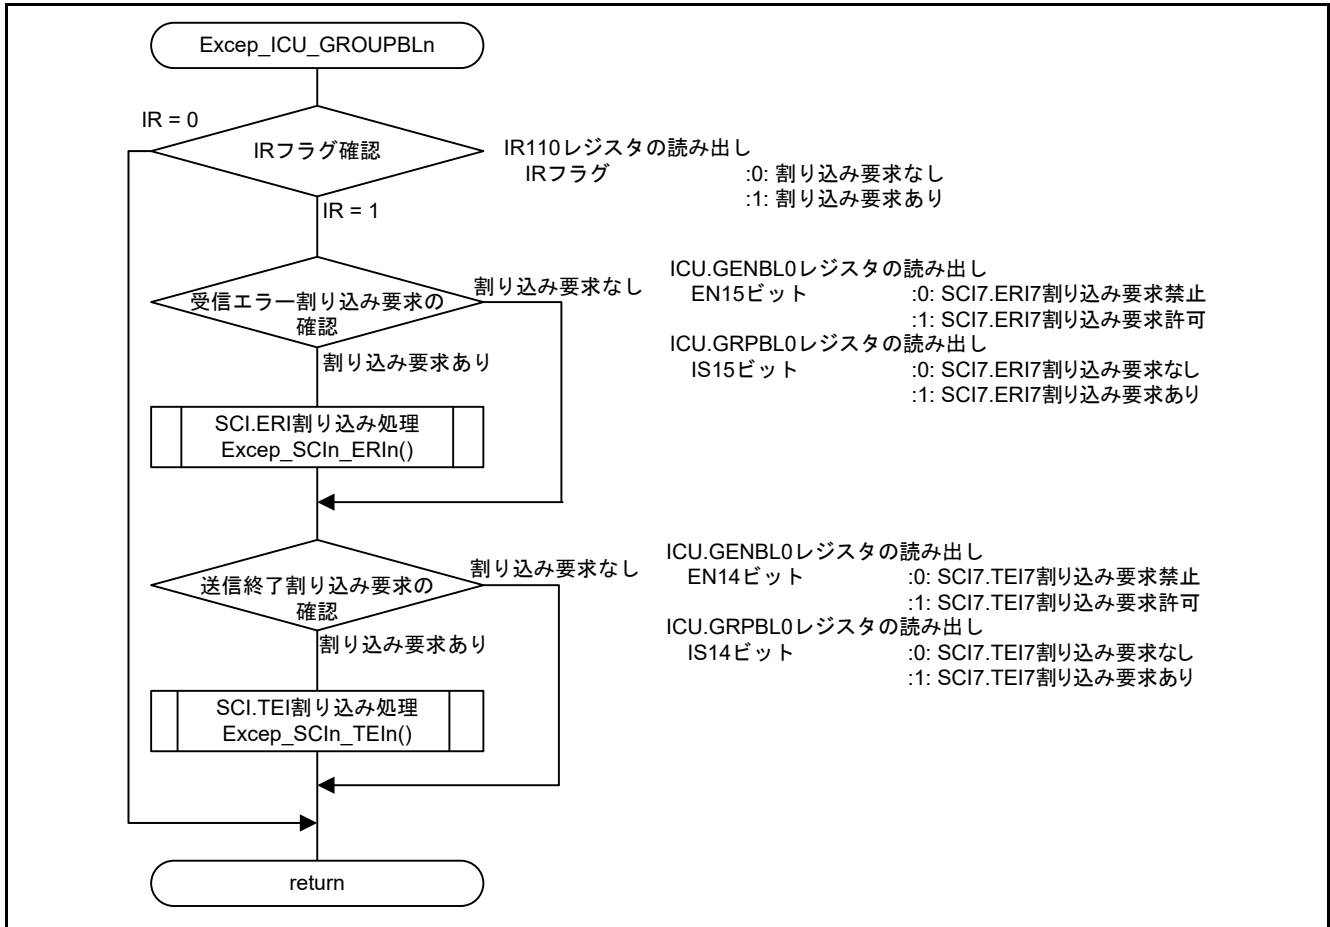 Excep_ICU_GROUPBLn
IR = 0
IRフラグ確認
IR110レジスタの読み出し
IRフラグ :0: 割り込み要求なし
:1: 割り込み要求あり
IR = 1
受信エラー割り込み要求の
確認
割り込み要求なし
ICU.GENBL0レジスタの読み出し
EN15ビット :0: SCI7.ERI7割り込み要求禁止
:1: SCI7.ERI7割り込み要求許可
ICU.GRPBL0レジスタの読み出し
IS15ビット :0: SCI7.ERI7割り込み要求なし
:1: SCI7.ERI7割り込み要求あり
割り込み要求あり
SCI.ERI割り込み処理
Excep_SCIn_ERIn()
送信終了割り込み要求の
確認
割り込み要求なし
ICU.GENBL0レジスタの読み出し
EN14ビット :0: SCI7.TEI7割り込み要求禁止
:1: SCI7.TEI7割り込み要求許可
ICU.GRPBL0レジスタの読み出し
IS14ビット :0: SCI7.TEI7割り込み要求なし
:1: SCI7.TEI7割り込み要求あり
割り込み要求あり
SCI.TEI割り込み処理
Excep_SCIn_TEIn()
return